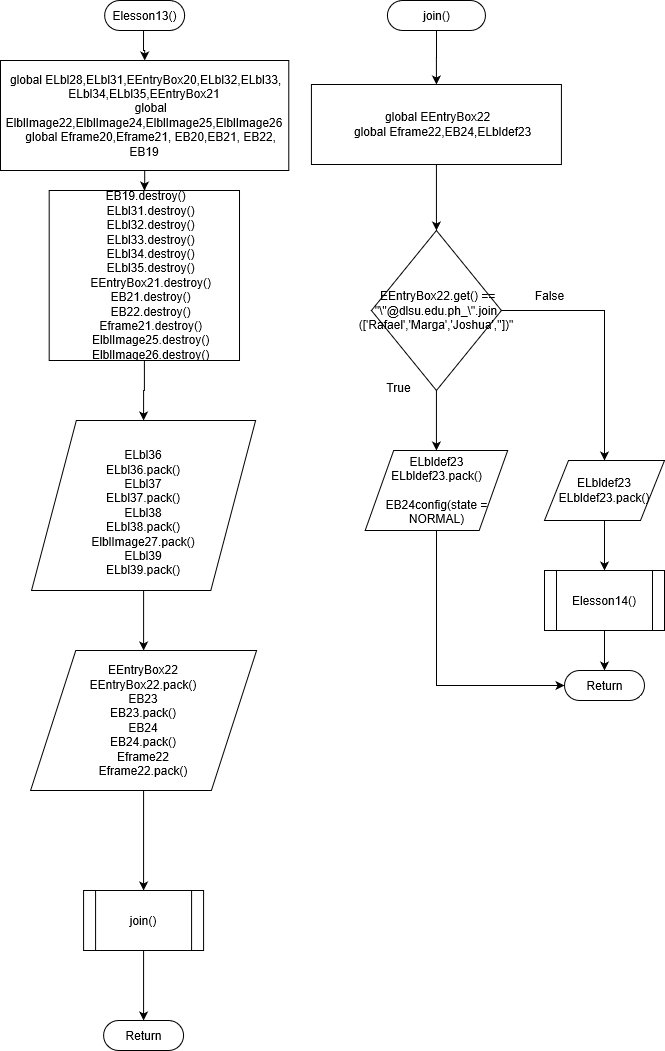 Elesson13()
global ELbl28,ELbl31,EEntryBox20,ELbl32,ELbl33,
ELbl34,ELbl35,EEntryBox21
global
ElblImage22,ElblImage24,ElblImage25,ElblImage26
global Eframe20,Eframe21, EB20,EB21, EB22,
EB19
EB19.destroy()
ELbl31.destroy()
ELbl32.destroy()
ELbl33.destroy()
ELbl34.destroy()
ELbl35.destroy()
EEntryBox21.destroy()
EB21.destroy()
EB22.destroy()
Eframe21.destroy()
ElblImage25.destroy()
ElblImage26.destroy()
ELbl36
ELbl36.pack()
ELbl37
ELbl37.pack()
ELbl38
ELbl38.pack()
ElblImage27.pack()
ELbl39
ELbl39.pack()
EEntryBox22
EEntryBox22.pack()
EB23
EB23.pack()
EB24
EB24.pack()
Eframe22
Eframe22.pack()
join()
Return
join()
global EEntryBox22
global Eframe22,EB24,ELbldef23
EEntryBox22.get() ==
"\"@dlsu.edu.ph_\".join
(['Rafael','Marga','Joshua',''])"
False
True
ELbldef23
ELbldef23.pack()
EB24config(state =
NORMAL)
ELbldef23
ELbldef23.pack()
Elesson14()
Return